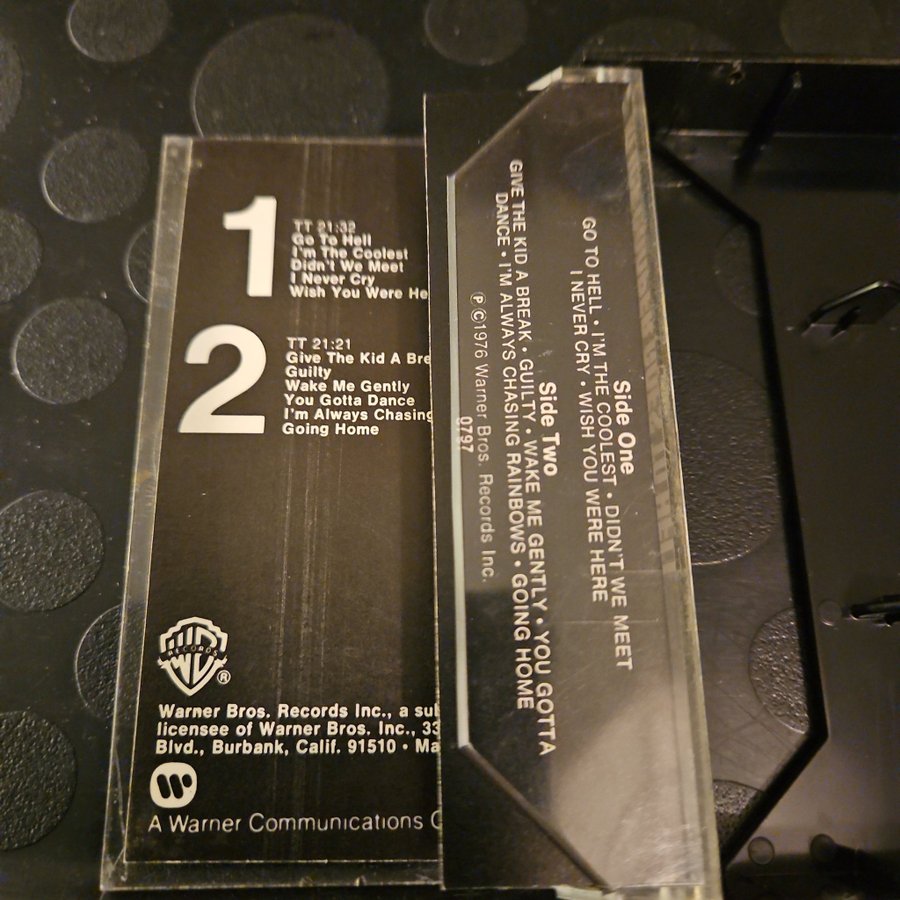 1
TT 21:32
Go To Hell
I'm The Coolest
Didn't We Meet
I Never Cry
Wish You Were He
2
TT 21:21
Give The Kid A Bre
Guilty
Wake Me Gently
You Gotta Dance
I'm Always Chasing
Going Home
RECORDS
®
Warner Bros. Records Inc., a sub
licensee of Warner Bros. Inc., 33
Blvd., Burbank, Calif. 91510 • Ma
A Warner Communications C
Side One
GO TO HELL • I'M THE COOLEST • DIDN'T WE MEET
I NEVER CRY • WISH YOU WERE HERE
Side Two
GIVE THE KID A BREAK • GUILTY • WAKE ME GENTLY • YOU GOTTA
DANCE • I'M ALWAYS CHASING RAINBOWS • GOING HOME
℗©1976 Warner Bros. Records Inc.
0797